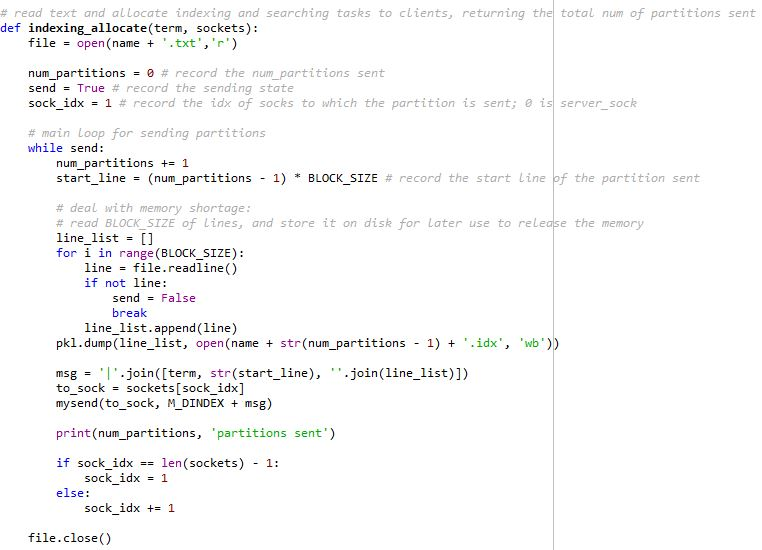 # read text and allocate indexing and searching tasks to clients, returning the total num of partitions sent
def indexing_allocate(term, sockets):
    file = open(name + '.txt','r')

    num_partitions = 0 # record the num_partitions sent
    send = True # record the sending state
    sock_idx = 1 # record the idx of socks to which the partition is sent; 0 is server_sock

    # main loop for sending partitions
    while send:
        num_partitions += 1
        start_line = (num_partitions - 1) * BLOCK_SIZE # record the start line of the partition sent

        # deal with memory shortage:
        # read BLOCK_SIZE of lines, and store it on disk for later use to release the memory
        line_list = []
        for i in range(BLOCK_SIZE):
            line = file.readline()
            if not line:
                send = False
                break
            line_list.append(line)
        pkl.dump(line_list, open(name + str(num_partitions - 1) + '.idx', 'wb'))

        msg = '|'.join([term, str(start_line), ''.join(line_list)])
        to_sock = sockets[sock_idx]
        mysend(to_sock, M_DINDEX + msg)

        print(num_partitions, 'partitions sent')

        if sock_idx == len(sockets) - 1:
            sock_idx = 1
        else:
            sock_idx += 1

    file.close()